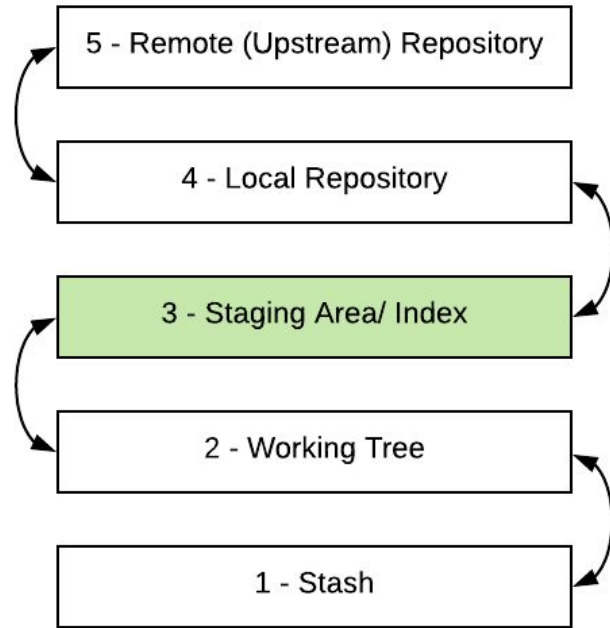 5 - Remote (Upstream) Repository
4 - Local Repository
3 - Staging Area/ Index
2 - Working Tree
1 - Stash